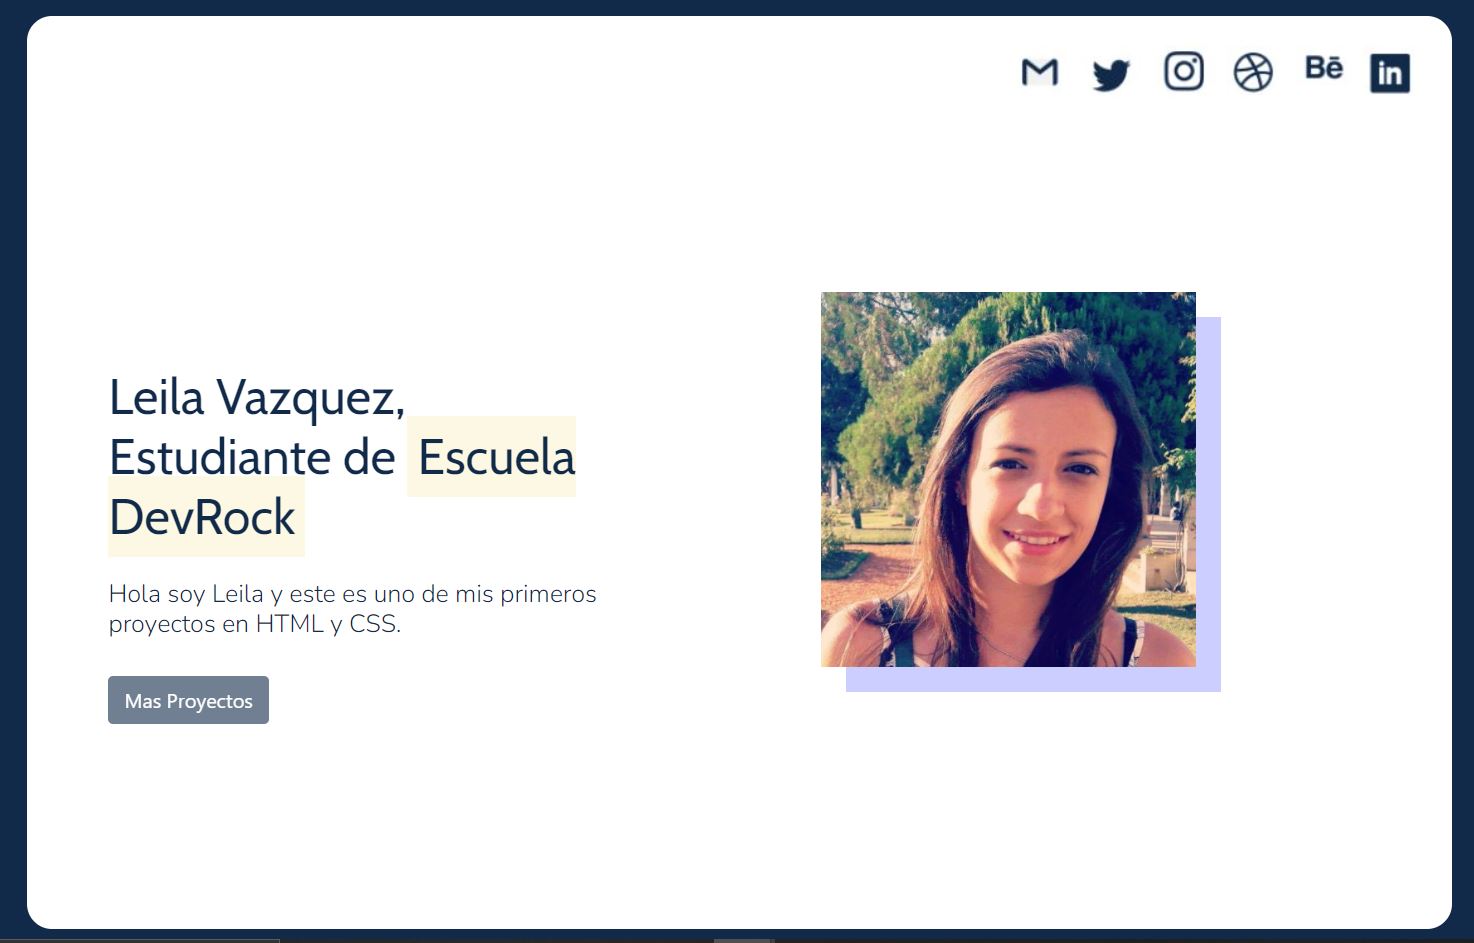 Bē
in
Leila Vazquez,
Estudiante de Escuela
DevRock
Hola soy Leila y este es uno de mis primeros
proyectos en HTML y CSS.
Mas Proyectos